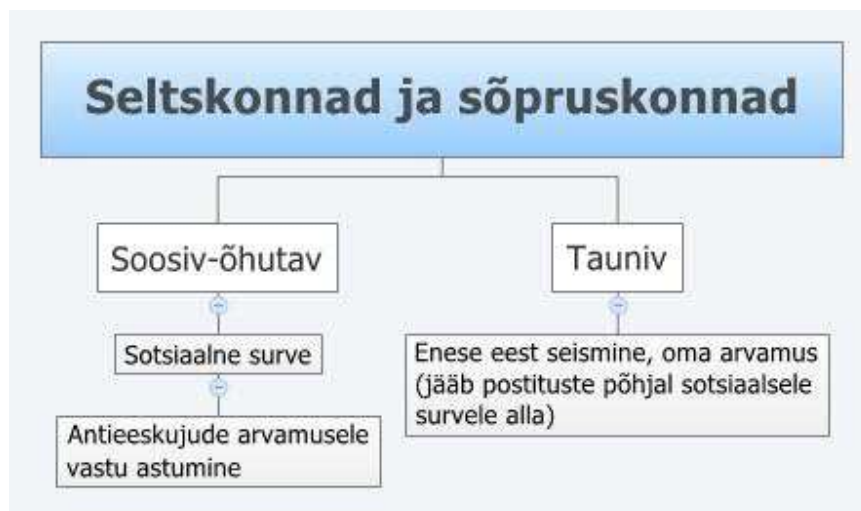 Seltskonnad ja sõpruskonnad
Soosiv-õhutav
Tauniv
Sotsiaalne surve
Enese eest seismine, oma arvamus
(jääb postituste põhjal sotsiaalsele
survele alla)
Antieeskujude arvamusele
vastu astumine